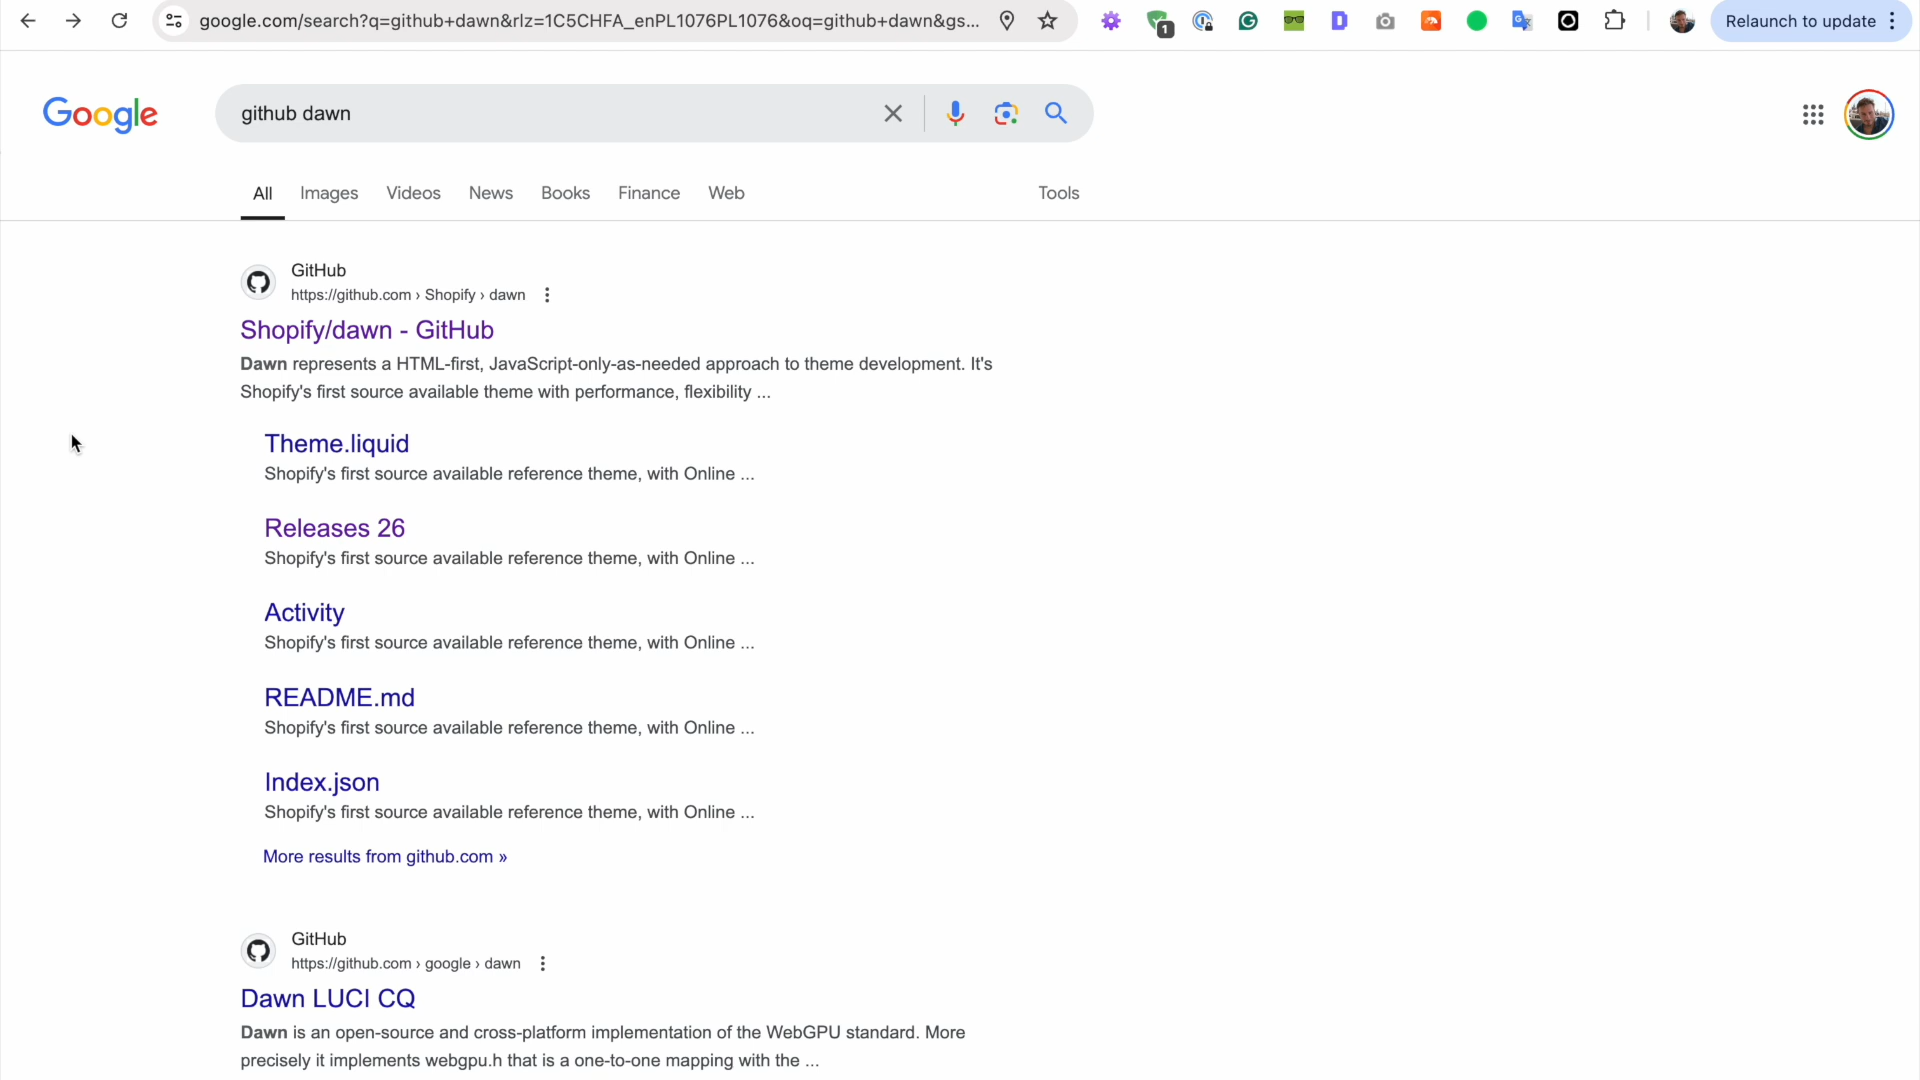 google.com/search?q=github+dawn&rlz=1C5CHFA_enPL1076PL1076&oq=github+dawn&gs...
1
Relaunch to update
Google
github dawn
All Images Videos News Books Finance Web Tools
GitHub
https://github.com › Shopify › dawn
Shopify/dawn - GitHub
Dawn represents a HTML-first, JavaScript-only-as-needed approach to theme development. It's
Shopify's first source available theme with performance, flexibility ...
Theme.liquid
Shopify's first source available reference theme, with Online ...
Releases 26
Shopify's first source available reference theme, with Online ...
Activity
Shopify's first source available reference theme, with Online ...
README.md
Shopify's first source available reference theme, with Online ...
Index.json
Shopify's first source available reference theme, with Online ...
More results from github.com »
GitHub
https://github.com › google › dawn
Dawn LUCI CQ
Dawn is an open-source and cross-platform implementation of the WebGPU standard. More
precisely it implements webgpu.h that is a one-to-one mapping with the ...